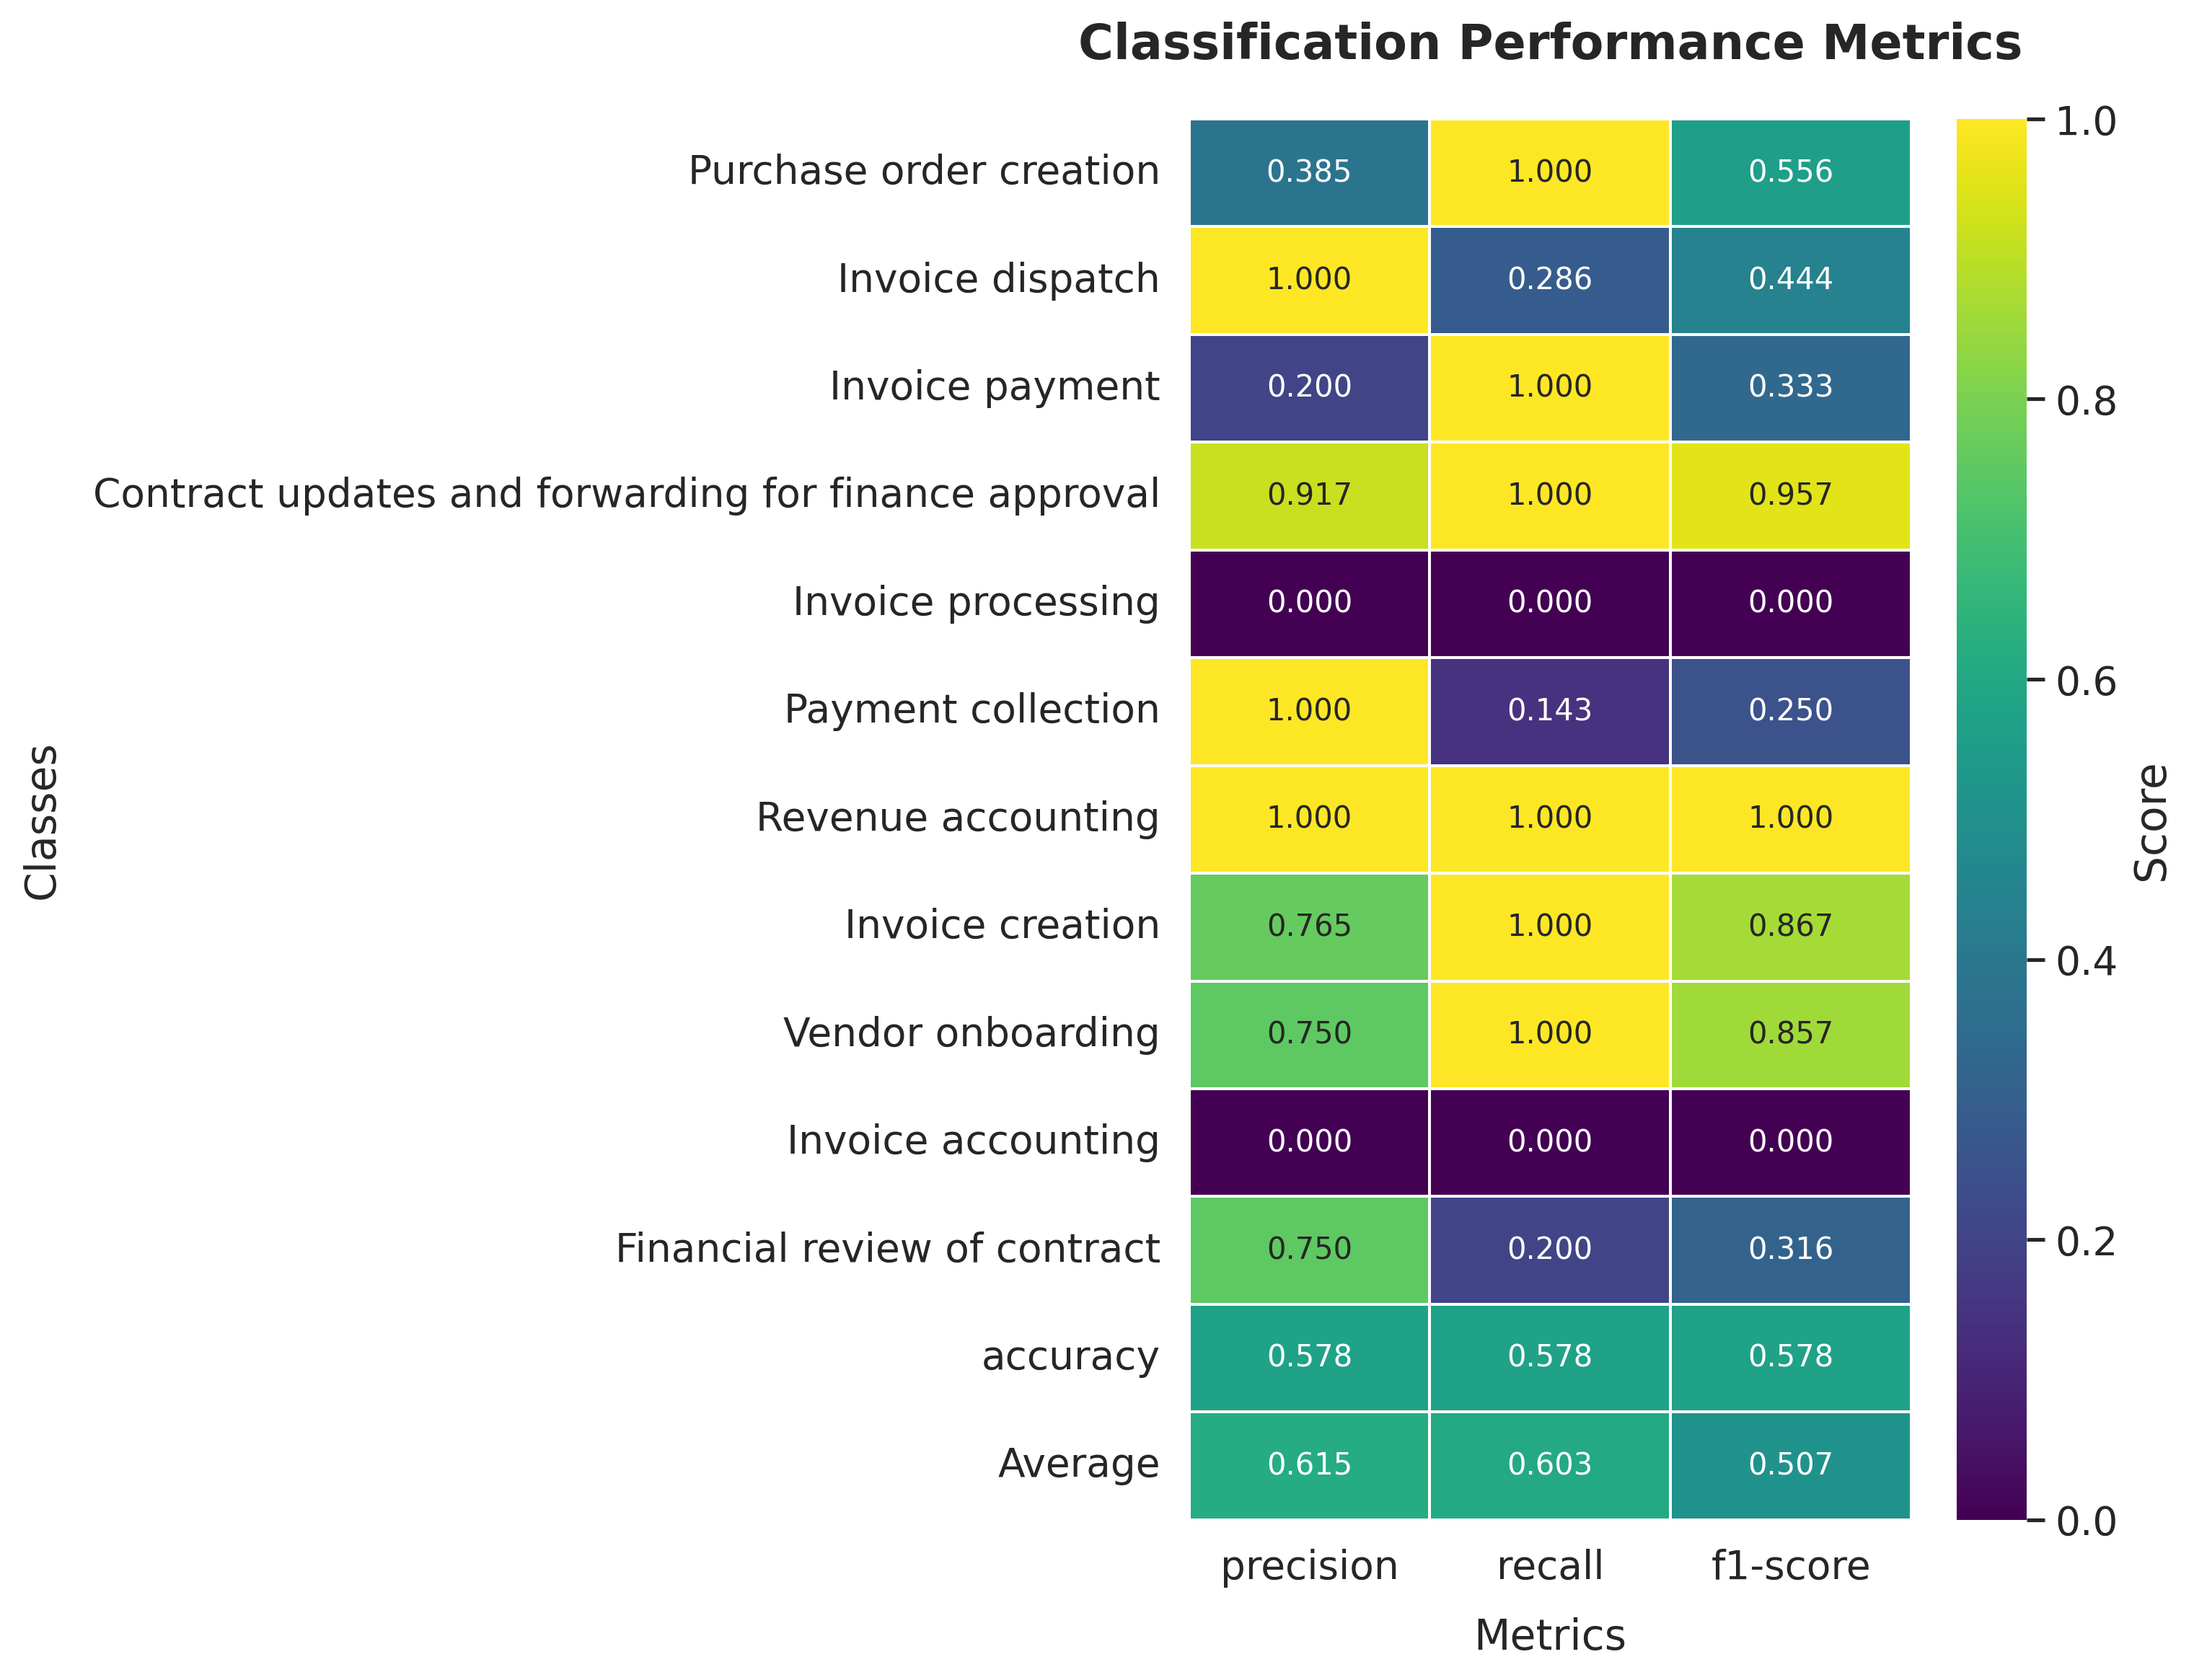 Classification Performance Metrics
Purchase order creation 0.385 1.000 0.556
Invoice dispatch 1.000 0.286 0.444
Invoice payment 0.200 1.000 0.333
Contract updates and forwarding for finance approval 0.917 1.000 0.957
Invoice processing 0.000 0.000 0.000
Payment collection 1.000 0.143 0.250
Revenue accounting 1.000 1.000 1.000
Invoice creation 0.765 1.000 0.867
Vendor onboarding 0.750 1.000 0.857
Invoice accounting 0.000 0.000 0.000
Financial review of contract 0.750 0.200 0.316
accuracy 0.578 0.578 0.578
Average 0.615 0.603 0.507
precision recall f1-score
Metrics
Classes
1.0
0.8
0.6
0.4
0.2
0.0
Score